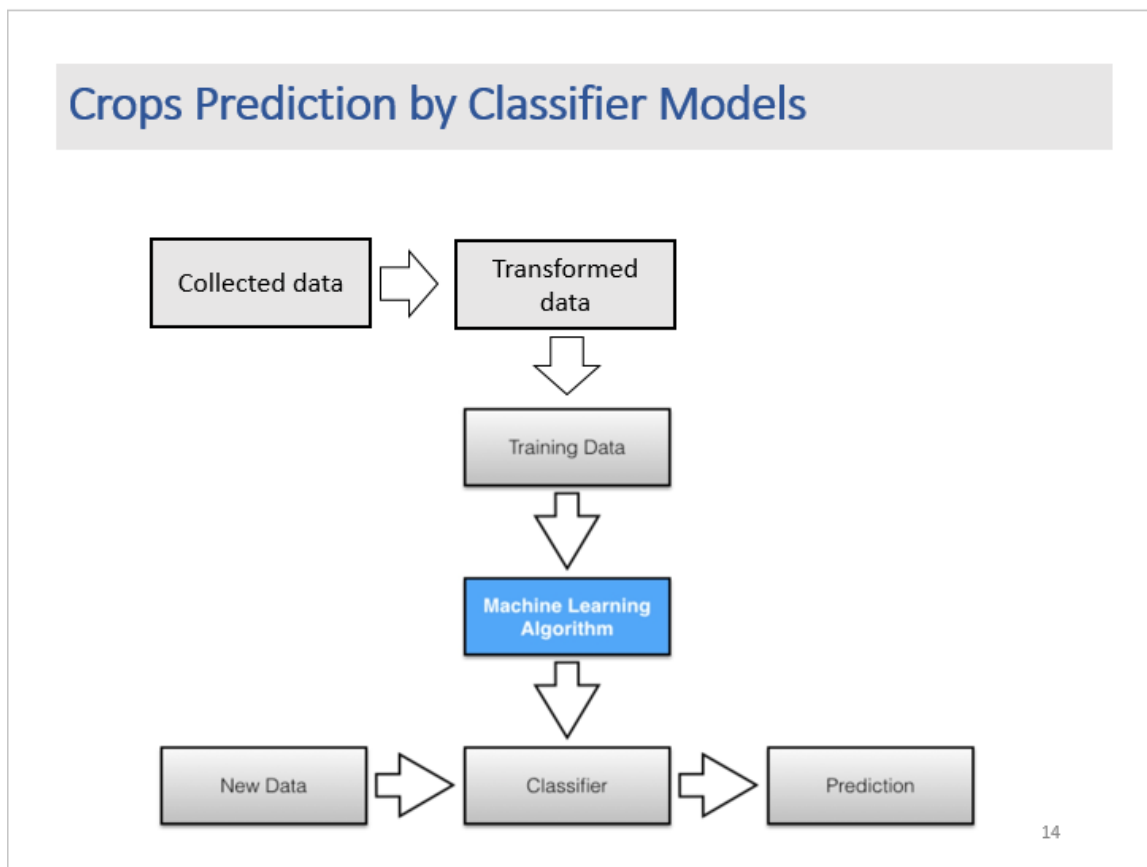 Crops Prediction by Classifier Models
Collected data
Transformed
data
Training Data
Machine Learning
Algorithm
New Data
Classifier
Prediction
14